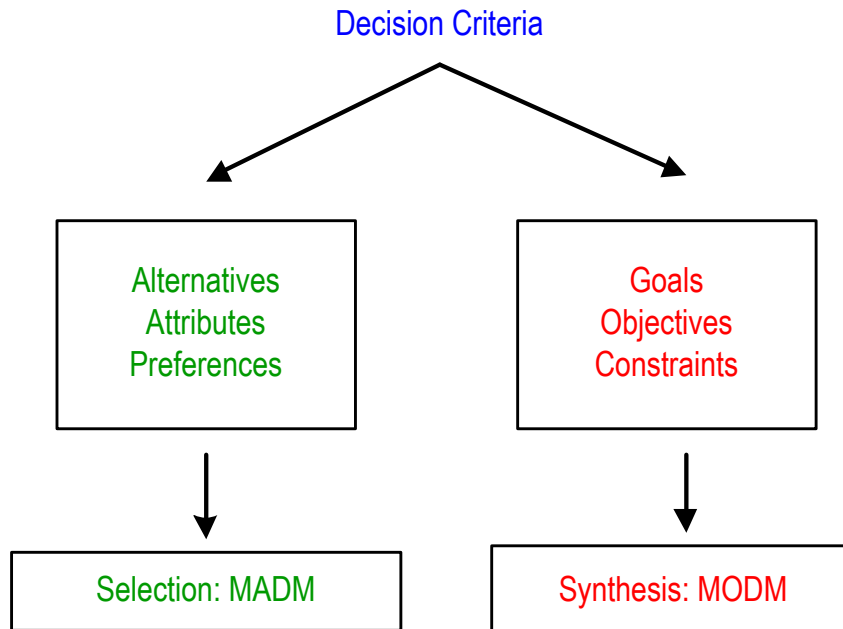 Decision Criteria
Alternatives
Attributes
Preferences
Goals
Objectives
Constraints
Selection: MADM
Synthesis: MODM